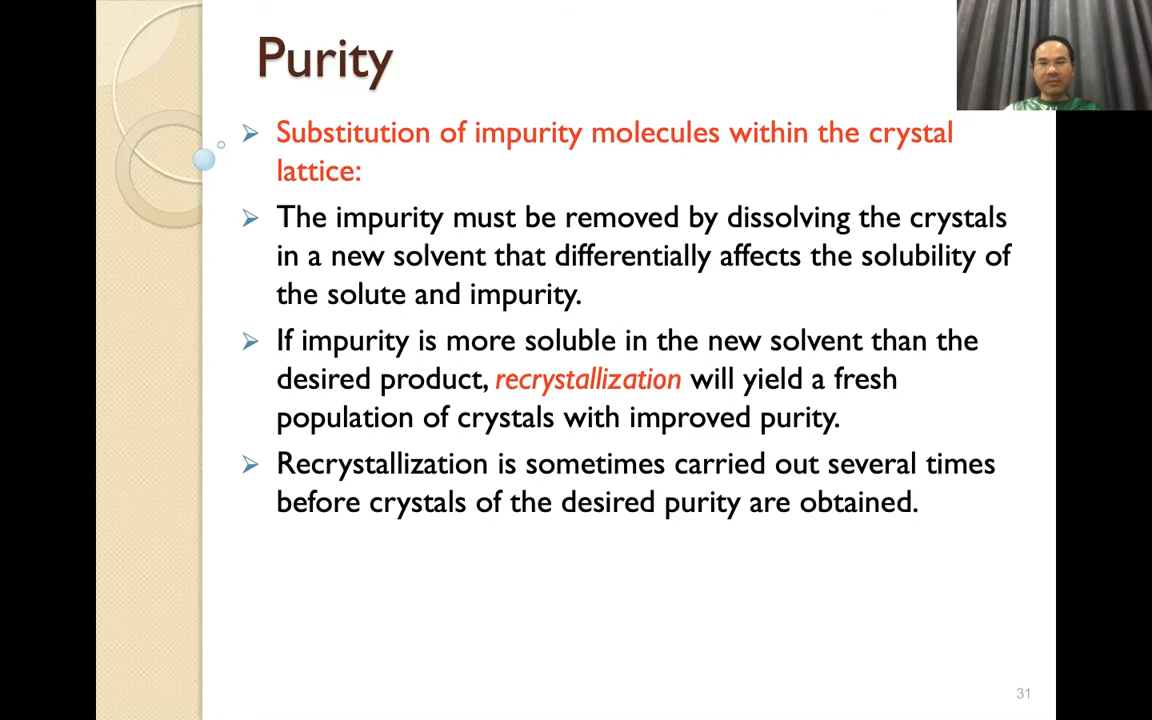 Purity
Substitution of impurity molecules within the crystal
lattice:
The impurity must be removed by dissolving the crystals
in a new solvent that differentially affects the solubility of
the solute and impurity.
If impurity is more soluble in the new solvent than the
desired product, recrystallization will yield a fresh
population of crystals with improved purity.
Recrystallization is sometimes carried out several times
before crystals of the desired purity are obtained.
31